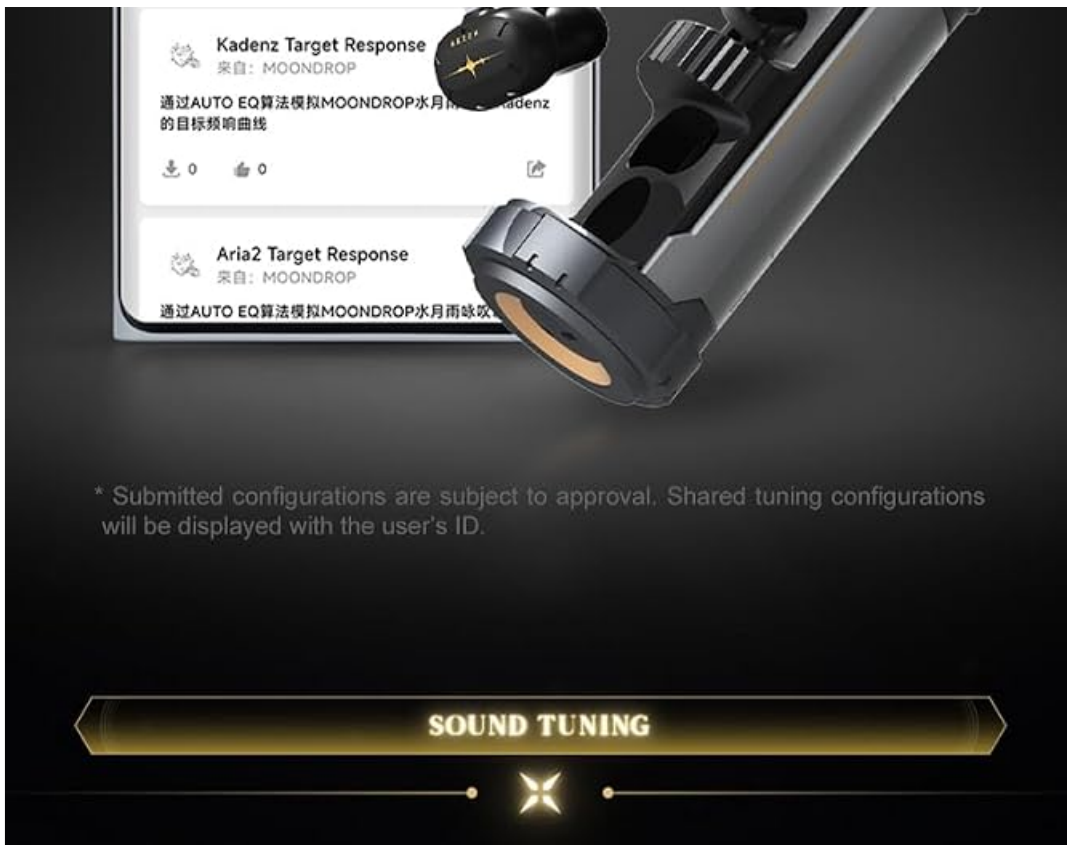 Kadenz Target Response
来自：MOONDROP
通过AUTO EQ算法模拟MOONDROP水月雨 Kadenz
的目标频响曲线
0 0
Aria2 Target Response
来自：MOONDROP
通过AUTO EQ算法模拟MOONDROP水月雨咏叹
* Submitted configurations are subject to approval. Shared tuning configurations
will be displayed with the user's ID.
SOUND TUNING